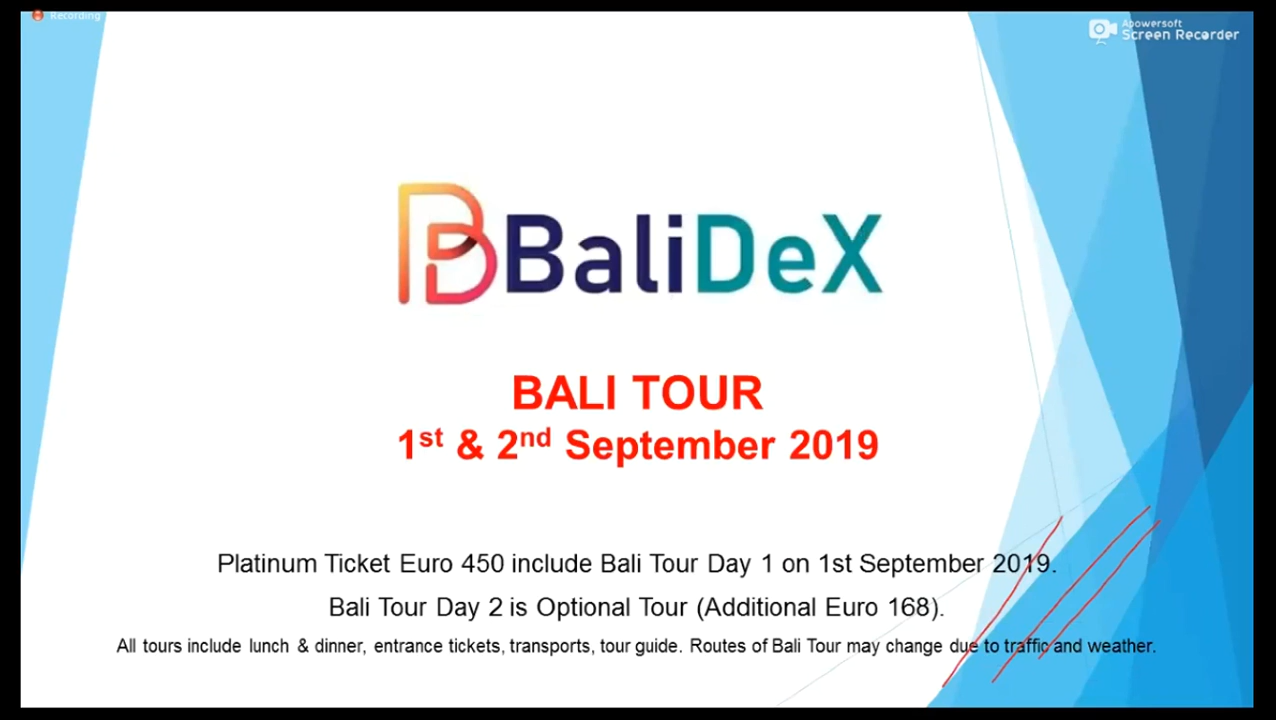 Recording
Apowersoft
Screen Recorder
BaliDeX
BALI TOUR
1st & 2nd September 2019
Platinum Ticket Euro 450 include Bali Tour Day 1 on 1st September 2019.
Bali Tour Day 2 is Optional Tour (Additional Euro 168).
All tours include lunch & dinner, entrance tickets, transports, tour guide. Routes of Bali Tour may change due to traffic and weather.